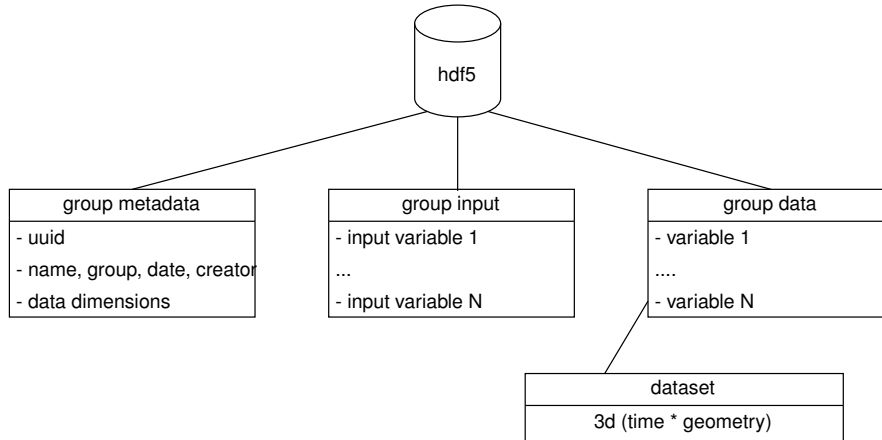 hdf5
group metadata
- uuid
- name, group, date, creator
- data dimensions
group input
- input variable 1
...
- input variable N
group data
- variable 1
....
- variable N
dataset
3d (time * geometry)